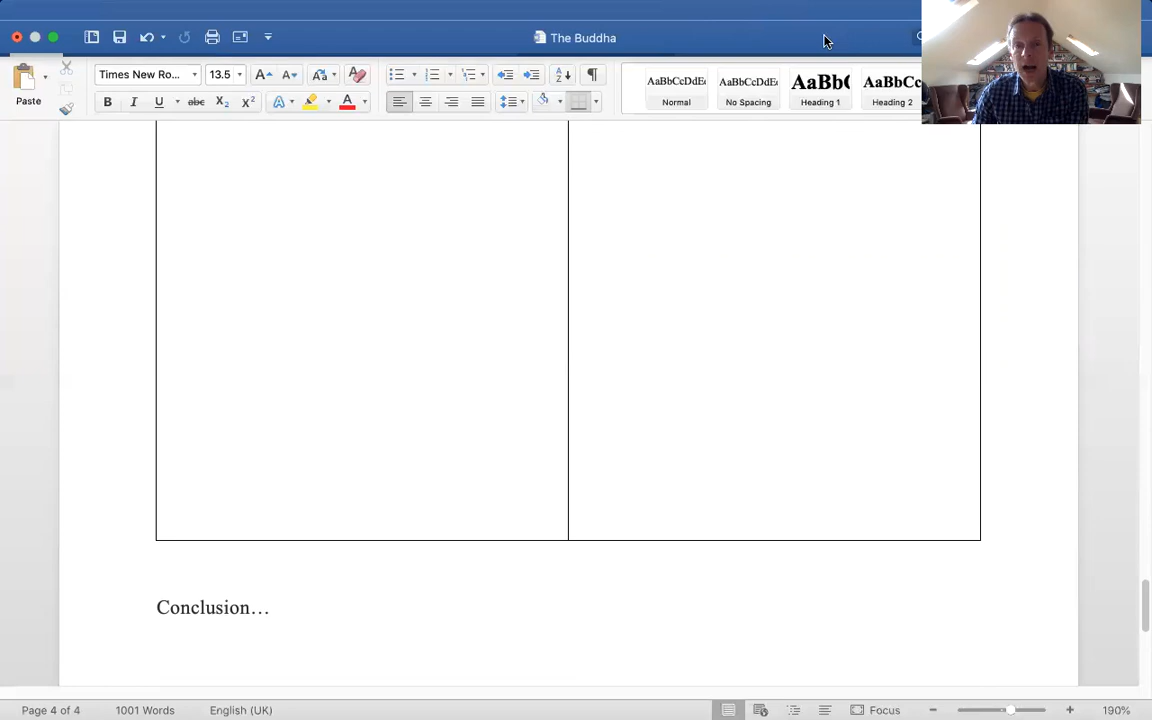 The Buddha
Times New Ro...
13.5
Paste
AaBbCcDdEe
AaBbCcDdEe
AaBb(
AaBbCc
Normal
No Spacing
Heading 1
Heading 2
Conclusion…
Page 4 of 4
1001 Words
English (UK)
Focus
190%